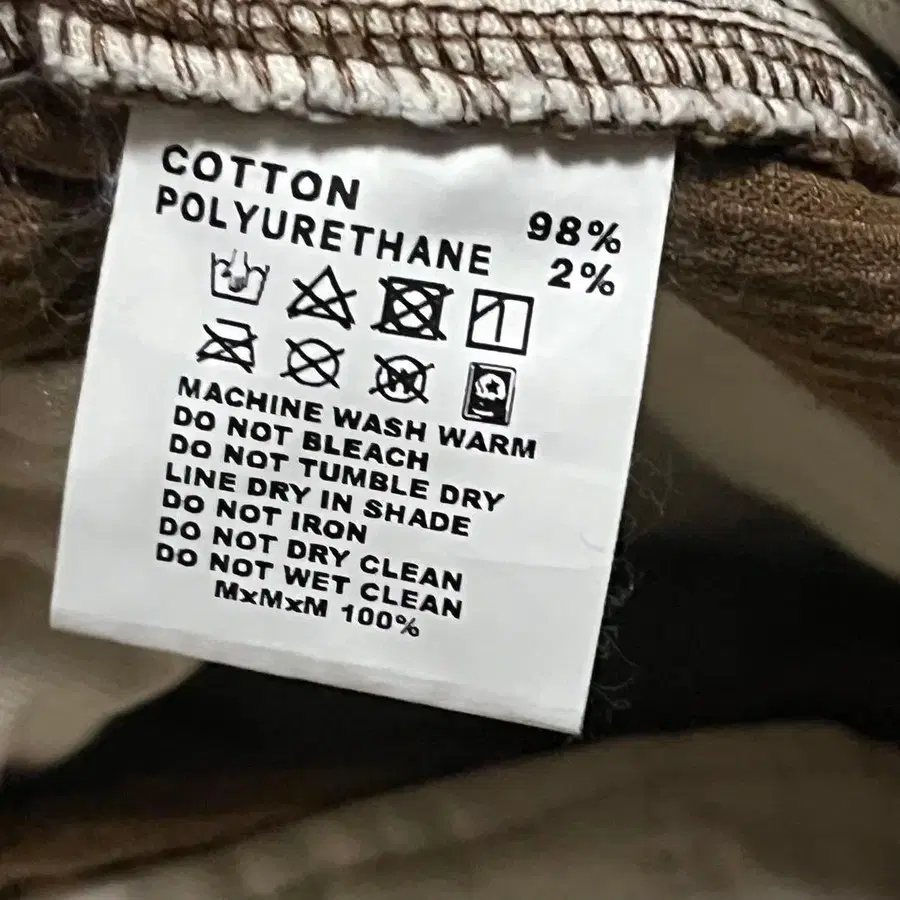 COTTON 98%
POLYURETHANE 2%
MACHINE WASH WARM
DO NOT BLEACH
DO NOT TUMBLE DRY
LINE DRY IN SHADE
DO NOT IRON
DO NOT DRY CLEAN
DO NOT WET CLEAN
MxMxM 100%